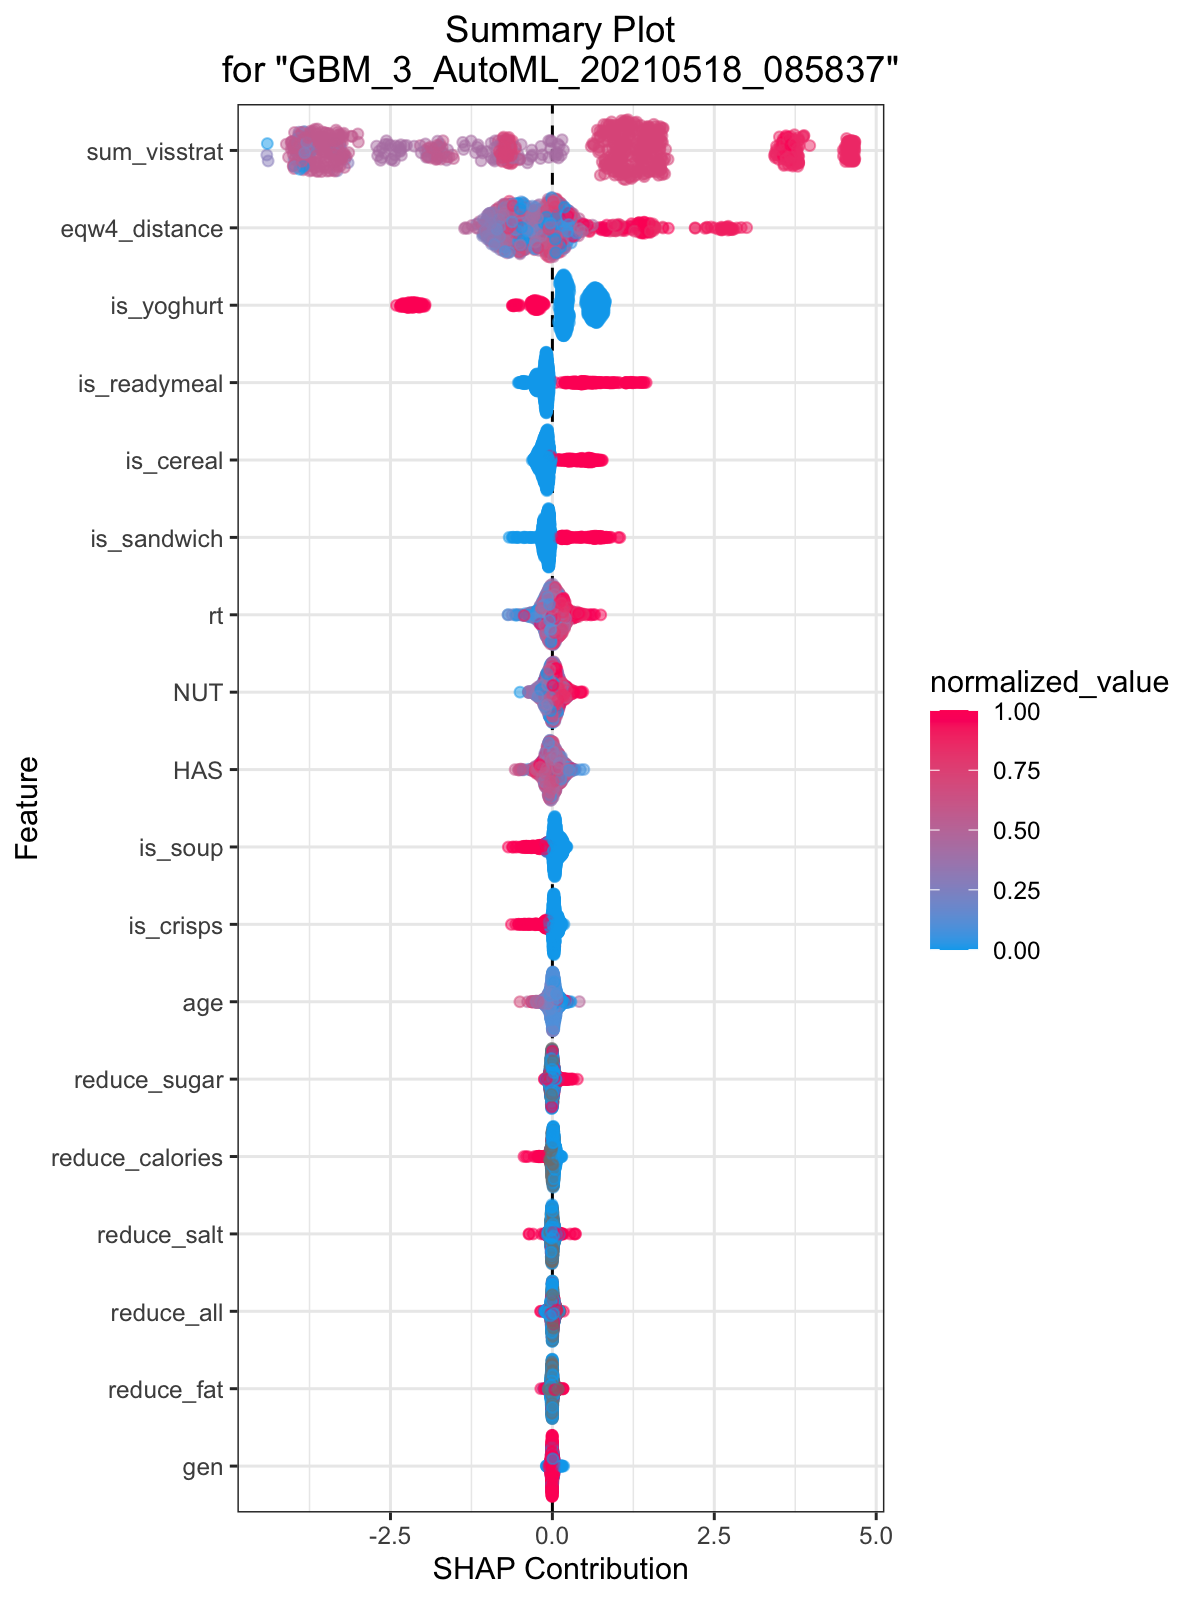 Summary Plot
for "GBM_3_AutoML_20210518_085837"
sum_visstrat
eqw4_distance
is_yoghurt
is_readymeal
is_cereal
is_sandwich
rt
NUT
HAS
is_soup
is_crisps
age
reduce_sugar
reduce_calories
reduce_salt
reduce_all
reduce_fat
gen
Feature
-2.5 0.0 2.5 5.0
SHAP Contribution
normalized_value
1.00
0.75
0.50
0.25
0.00